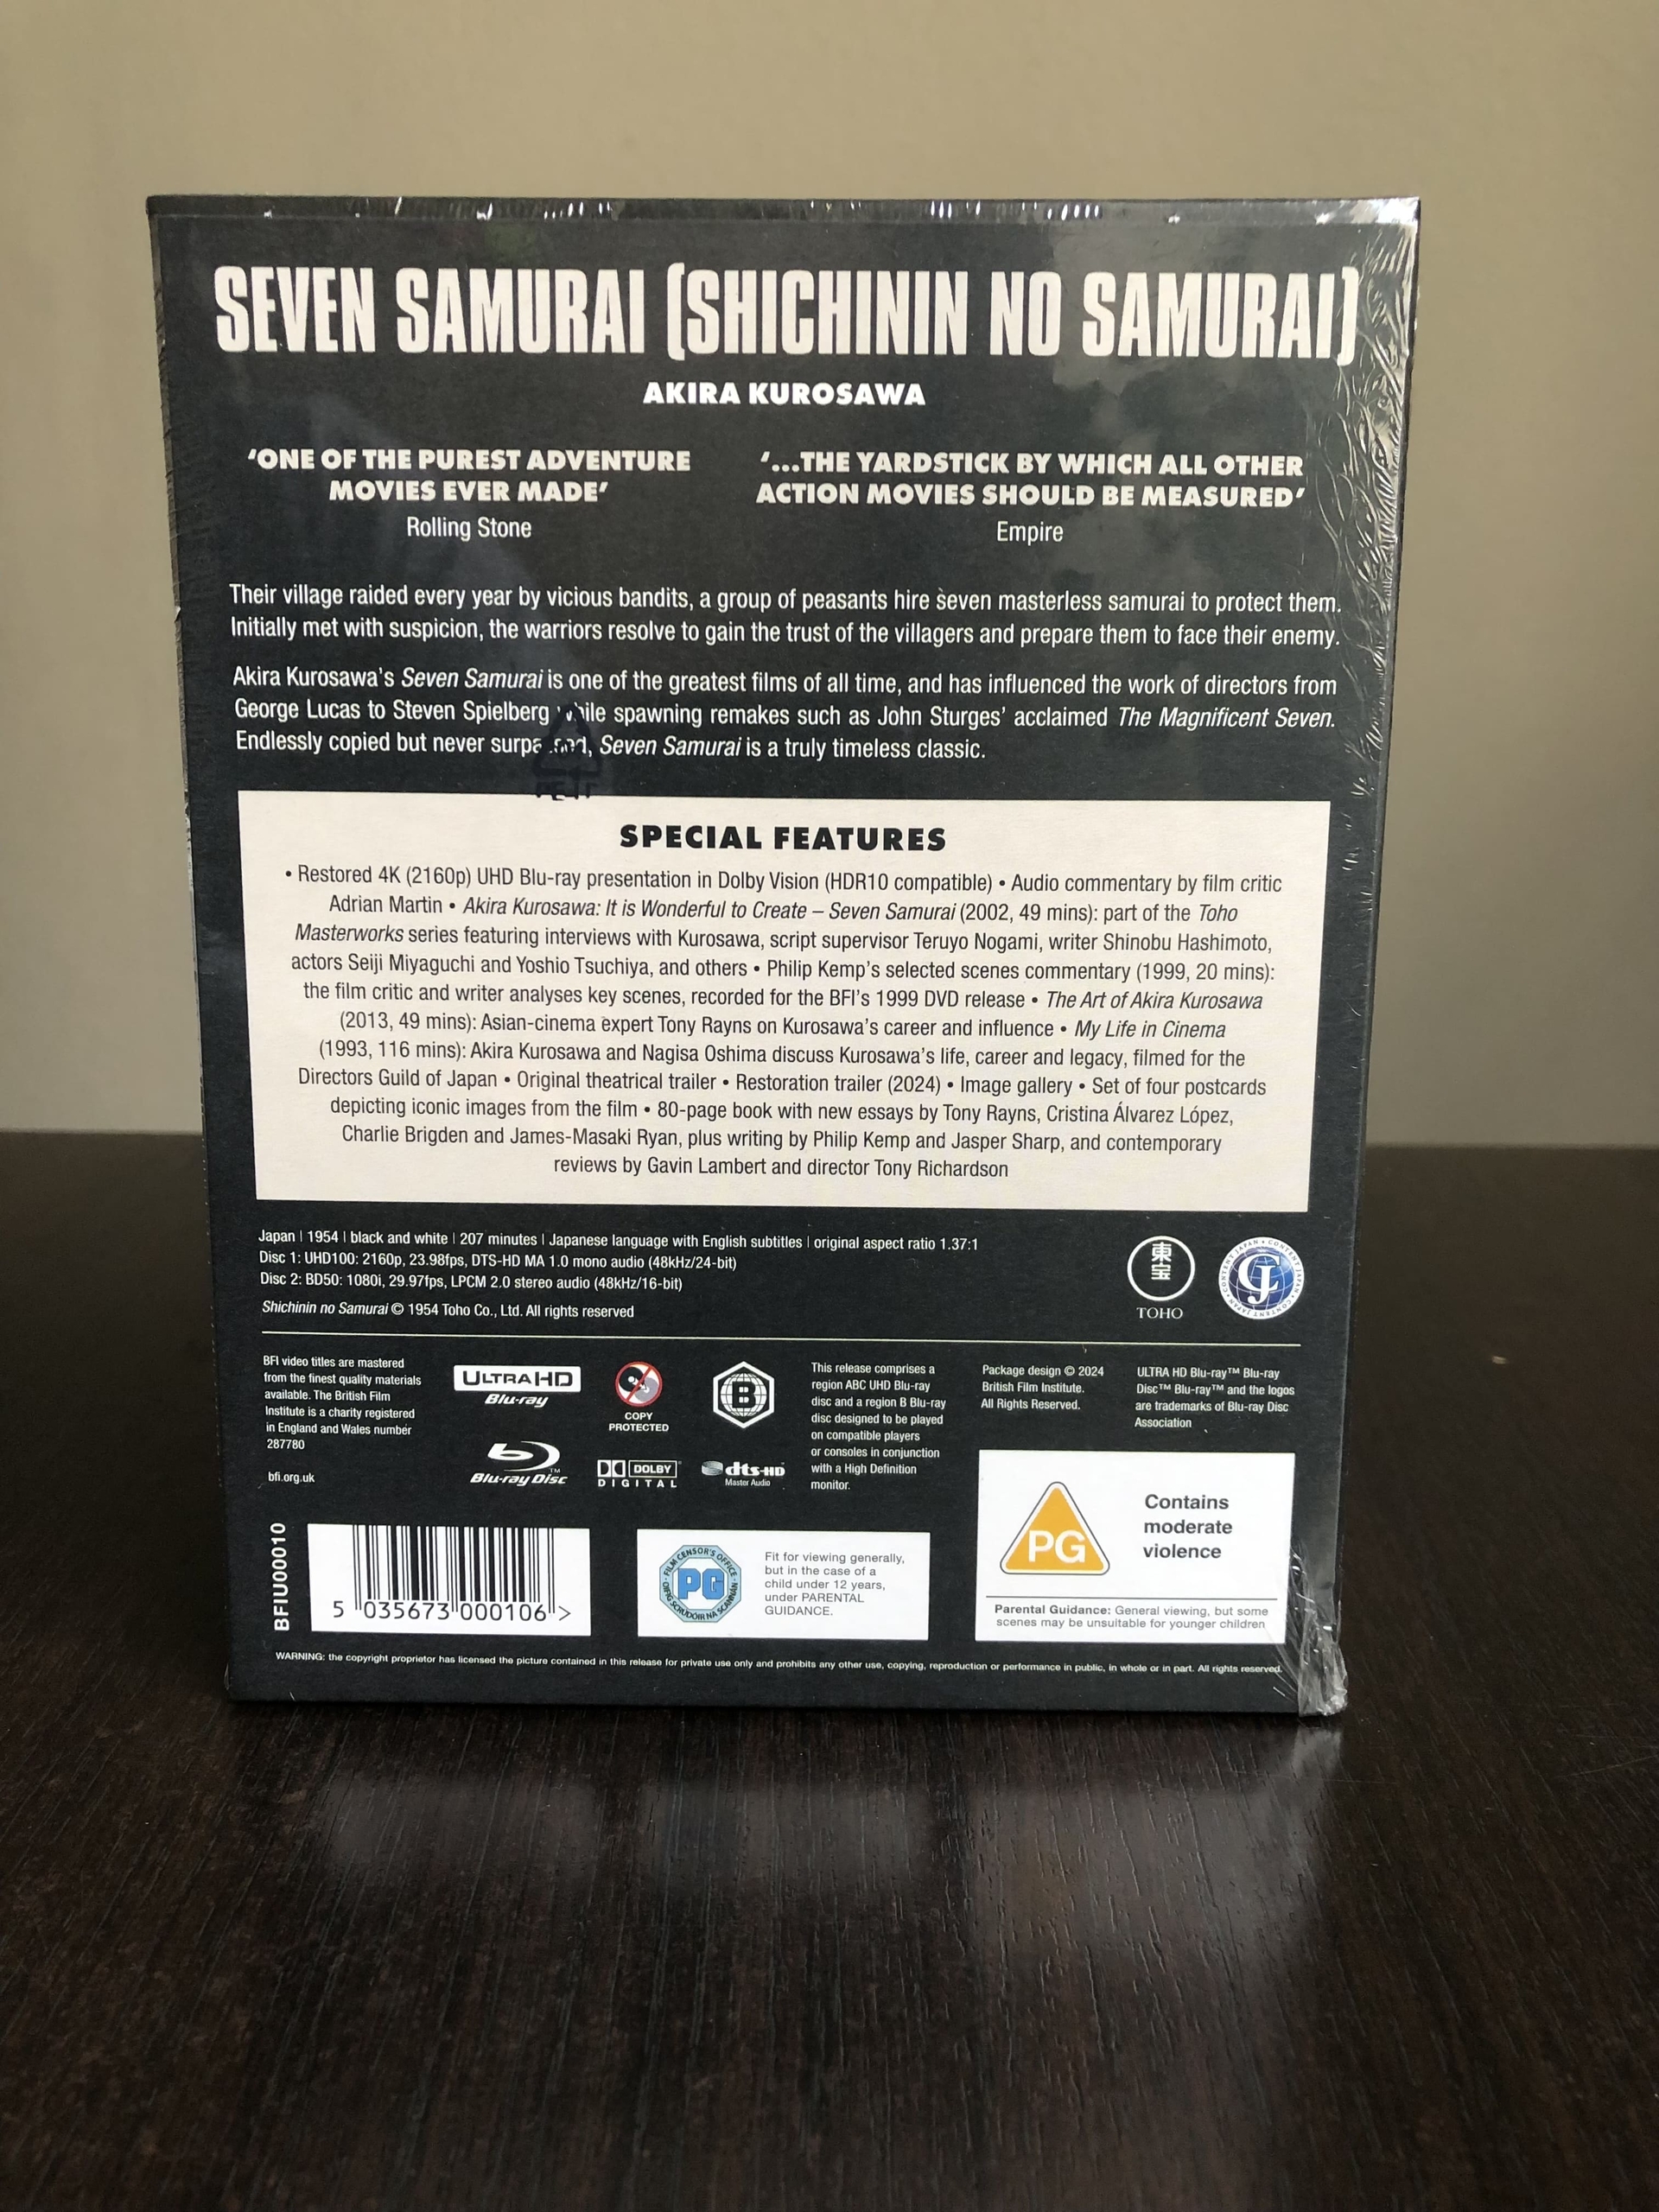 SEVEN SAMURAI (SHICHININ NO SAMURAI)
AKIRA KUROSAWA
‘ONE OF THE PUREST ADVENTURE
MOVIES EVER MADE’
Rolling Stone
‘...THE YARDSTICK BY WHICH ALL OTHER
ACTION MOVIES SHOULD BE MEASURED’
Empire
Their village raided every year by vicious bandits, a group of peasants hire seven masterless samurai to protect them.
Initially met with suspicion, the warriors resolve to gain the trust of the villagers and prepare them to face their enemy.
Akira Kurosawa’s Seven Samurai is one of the greatest films of all time, and has influenced the work of directors from
George Lucas to Steven Spielberg while spawning remakes such as John Sturges’ acclaimed The Magnificent Seven.
Endlessly copied but never surpassed, Seven Samurai is a truly timeless classic.
SPECIAL FEATURES
• Restored 4K (2160p) UHD Blu-ray presentation in Dolby Vision (HDR10 compatible) • Audio commentary by film critic
Adrian Martin • Akira Kurosawa: It is Wonderful to Create – Seven Samurai (2002, 49 mins): part of the Toho
Masterworks series featuring interviews with Kurosawa, script supervisor Teruyo Nogami, writer Shinobu Hashimoto,
actors Seiji Miyaguchi and Yoshio Tsuchiya, and others • Philip Kemp’s selected scenes commentary (1999, 20 mins):
the film critic and writer analyses key scenes, recorded for the BFI’s 1999 DVD release • The Art of Akira Kurosawa
(2013, 49 mins): Asian-cinema expert Tony Rayns on Kurosawa’s career and influence • My Life in Cinema
(1993, 116 mins): Akira Kurosawa and Nagisa Oshima discuss Kurosawa’s life, career and legacy, filmed for the
Directors Guild of Japan • Original theatrical trailer • Restoration trailer (2024) • Image gallery • Set of four postcards
depicting iconic images from the film • 80-page book with new essays by Tony Rayns, Cristina Álvarez López,
Charlie Brigden and James-Masaki Ryan, plus writing by Philip Kemp and Jasper Sharp, and contemporary
reviews by Gavin Lambert and director Tony Richardson
Japan | 1954 | black and white | 207 minutes | Japanese language with English subtitles | original aspect ratio 1.37:1
Disc 1: UHD100: 2160p, 23.98fps, DTS-HD MA 1.0 mono audio (48kHz/24-bit)
Disc 2: BD50: 1080i, 29.97fps, LPCM 2.0 stereo audio (48kHz/16-bit)
Shichinin no Samurai © 1954 Toho Co., Ltd. All rights reserved
東
宝
TOHO
CONTENT JAPAN • CONTENT JAPAN
CJ
BFI video titles are mastered
from the finest quality materials
available. The British Film
Institute is a charity registered
in England and Wales number
287780
bfi.org.uk
ULTRA HD
Blu-ray
COPY
PROTECTED
B
Blu-ray Disc™
DOLBY
DIGITAL
dts-HD
Master Audio
This release comprises a
region ABC UHD Blu-ray
disc and a region B Blu-ray
disc designed to be played
on compatible players
or consoles in conjunction
with a High Definition
monitor.
Package design © 2024
British Film Institute.
All Rights Reserved.
ULTRA HD Blu-ray™ Blu-ray
Disc™ Blu-ray™ and the logos
are trademarks of Blu-ray Disc
Association
BFIU00010
5 035673 000106 >
FILM CENSOR'S OFFICE
PG
OIFIG SCRÚDÓIR NA SCANNÁN
Fit for viewing generally,
but in the case of a
child under 12 years,
under PARENTAL
GUIDANCE.
PG
Contains
moderate
violence
Parental Guidance: General viewing, but some
scenes may be unsuitable for younger children
WARNING: the copyright proprietor has licensed the picture contained in this release for private use only and prohibits any other use, copying, reproduction or performance in public, in whole or in part. All rights reserved.